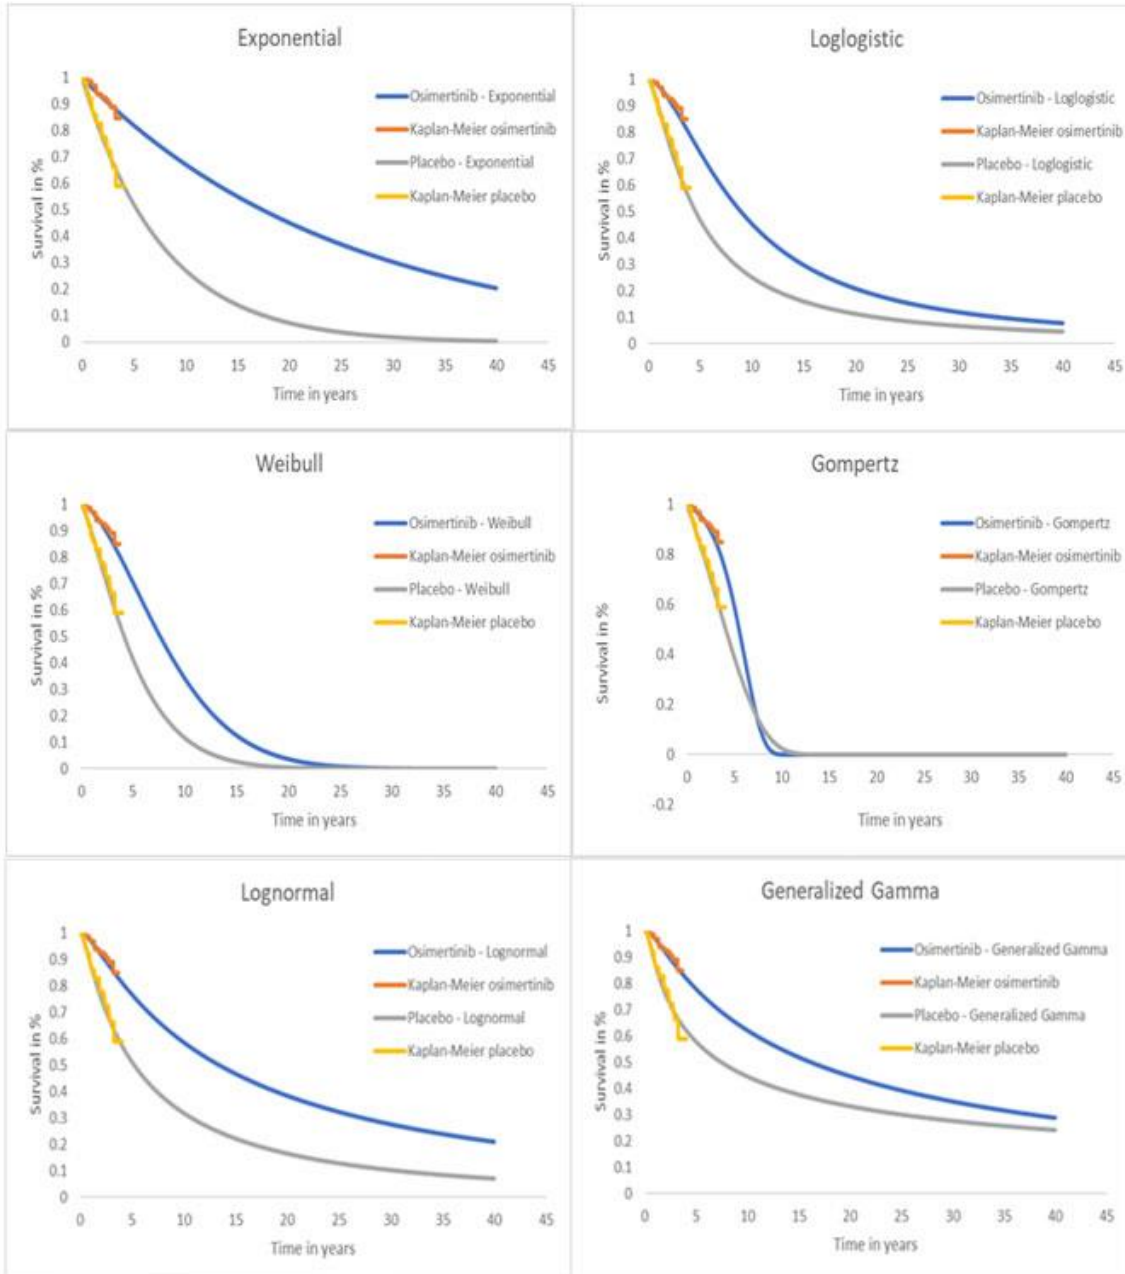 Exponential
Survival in %
1
0.9
0.8
0.7
0.6
0.5
0.4
0.3
0.2
0.1
0
Osimertinib - Exponential
Kaplan-Meier osimertinib
Placebo - Exponential
Kaplan-Meier placebo
0 5 10 15 20 25 30 35 40 45
Time in years
Loglogistic
Survival in %
1
0.9
0.8
0.7
0.6
0.5
0.4
0.3
0.2
0.1
0
Osimertinib - Loglogistic
Kaplan-Meier osimertinib
Placebo - Loglogistic
Kaplan-Meier placebo
0 5 10 15 20 25 30 35 40 45
Time in years
Weibull
Survival in %
1
0.9
0.8
0.7
0.6
0.5
0.4
0.3
0.2
0.1
0
Osimertinib - Weibull
Kaplan-Meier osimertinib
Placebo - Weibull
Kaplan-Meier placebo
0 5 10 15 20 25 30 35 40 45
Time in years
Gompertz
Survival in %
1
0.8
0.6
0.4
0.2
0
-0.2
Osimertinib - Gompertz
Kaplan-Meier osimertinib
Placebo - Gompertz
Kaplan-Meier placebo
0 5 10 15 20 25 30 35 40 45
Time in years
Lognormal
Survival in %
1
0.9
0.8
0.7
0.6
0.5
0.4
0.3
0.2
0.1
0
Osimertinib - Lognormal
Kaplan-Meier osimertinib
Placebo - Lognormal
Kaplan-Meier placebo
0 5 10 15 20 25 30 35 40 45
Time in years
Generalized Gamma
Survival in %
1
0.9
0.8
0.7
0.6
0.5
0.4
0.3
0.2
0.1
0
Osimertinib - Generalized Gamma
Kaplan-Meier osimertinib
Placebo - Generalized Gamma
Kaplan-Meier placebo
0 5 10 15 20 25 30 35 40 45
Time in years